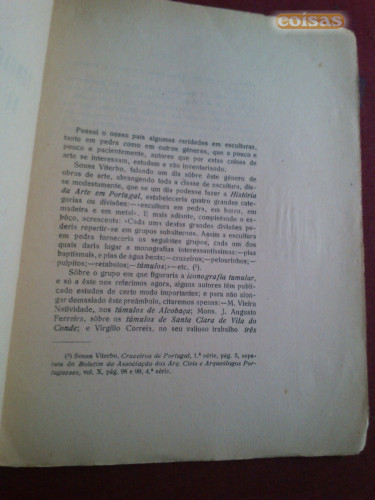 coisas
Possui o nosso país algumas raridades em esculturas,
tanto em pedra como em outros géneros, que a pouco e
pouco e pacientemente, autores que por estas coisas de
arte se interessam, estudam e vão inventariando.
Sousa Viterbo, falando um dia sôbre êste género de
obras de arte, abrangendo toda a classe de escultura, dis-
se modestamente, que se um dia podesse fazer a História
da Arte em Portugal, estabeleceria quatro grandes cate-
gorias ou divisões:—«escultura em pedra, em barro, em
madeira e em metal». E mais adiante, completando o es-
bôço, acrescenta: «Cada uma destas grandes divisões pe-
deria repartir-se em grupos subalternos. Assim a escultura
em pedra forneceria os seguintes grupos, cada um dos
quais daria lugar a monografias interessantíssimas:—pias
baptismais, e pias de água benta;—cruzeiros;—pelourinhos;—
púlpitos;—retabulos;—túmulos;—etc. (¹).
Sôbre o grupo em que figuraria a iconografia tumular,
e só a êste nos referimos agora, alguns autores têm publi-
cado estudos de certo modo importantes; e para não alon-
gar demasiado êste preâmbulo, citaremos apenas:—M. Vieira
Natividade, nos túmulos de Alcobaça; Mons. J. Augusto
Ferreira, sôbre os túmulos de Santa Clara de Vila do
Conde; e Virgílio Correia, no seu valioso trabalho três
(¹) Sousa Viterbo, Cruzeiros de Portugal, 1.ª série, pág. 5, sepa-
rata do Boletim da Associação dos Arq. Civis e Arqueólogos Por-
tugueses, vol. X, pág. 98 e 99, 4.ª série.